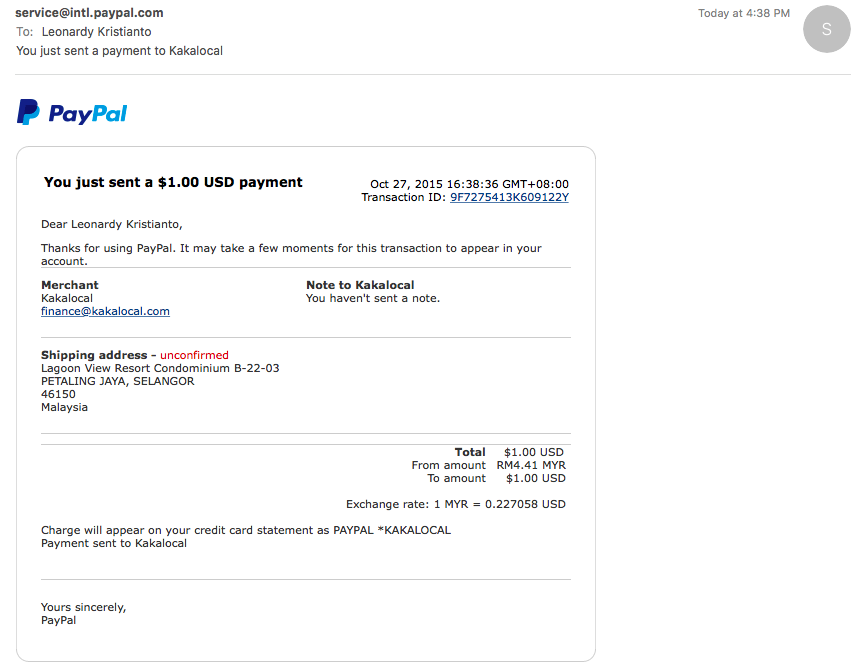 service@intl.paypal.com
Today at 4:38 PM
S
To: Leonardy Kristianto
You just sent a payment to Kakalocal
PayPal
You just sent a $1.00 USD payment
Oct 27, 2015 16:38:36 GMT+08:00
Transaction ID: 9F7275413K609122Y
Dear Leonardy Kristianto,
Thanks for using PayPal. It may take a few moments for this transaction to appear in your
account.
Merchant
Kakalocal
finance@kakalocal.com
Note to Kakalocal
You haven't sent a note.
Shipping address - unconfirmed
Lagoon View Resort Condominium B-22-03
PETALING JAYA, SELANGOR
46150
Malaysia
Total $1.00 USD
From amount RM4.41 MYR
To amount $1.00 USD
Exchange rate: 1 MYR = 0.227058 USD
Charge will appear on your credit card statement as PAYPAL *KAKALOCAL
Payment sent to Kakalocal
Yours sincerely,
PayPal